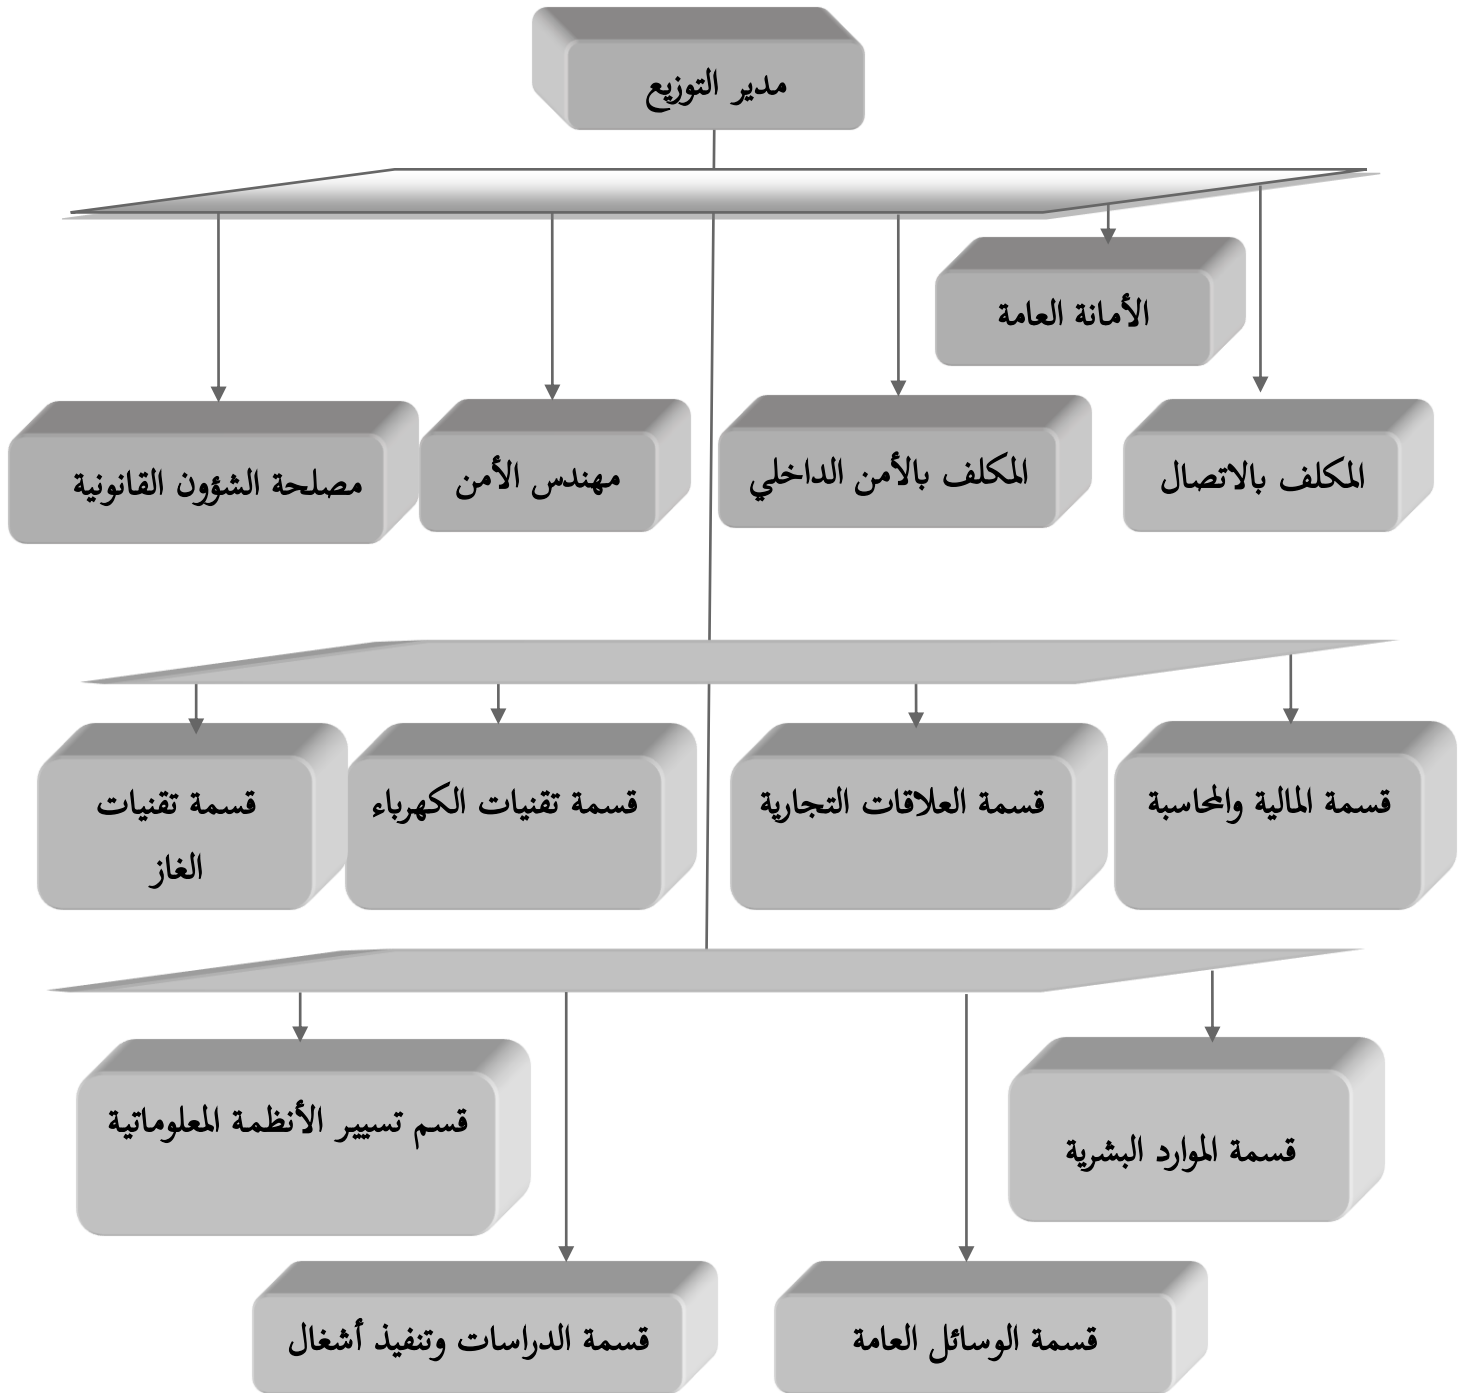 مدير التوزيع
الأمانة العامة
المكلف بالاتصال
المكلف بالأمن الداخلي
مهندس الأمن
مصلحة الشؤون القانونية
قسمة المالية والمحاسبة
قسمة العلاقات التجارية
قسمة تقنيات الكهرباء
قسمة تقنيات
الغاز
قسمة الموارد البشرية
قسم تسيير الأنظمة المعلوماتية
قسمة الوسائل العامة
قسمة الدراسات وتنفيذ أشغال